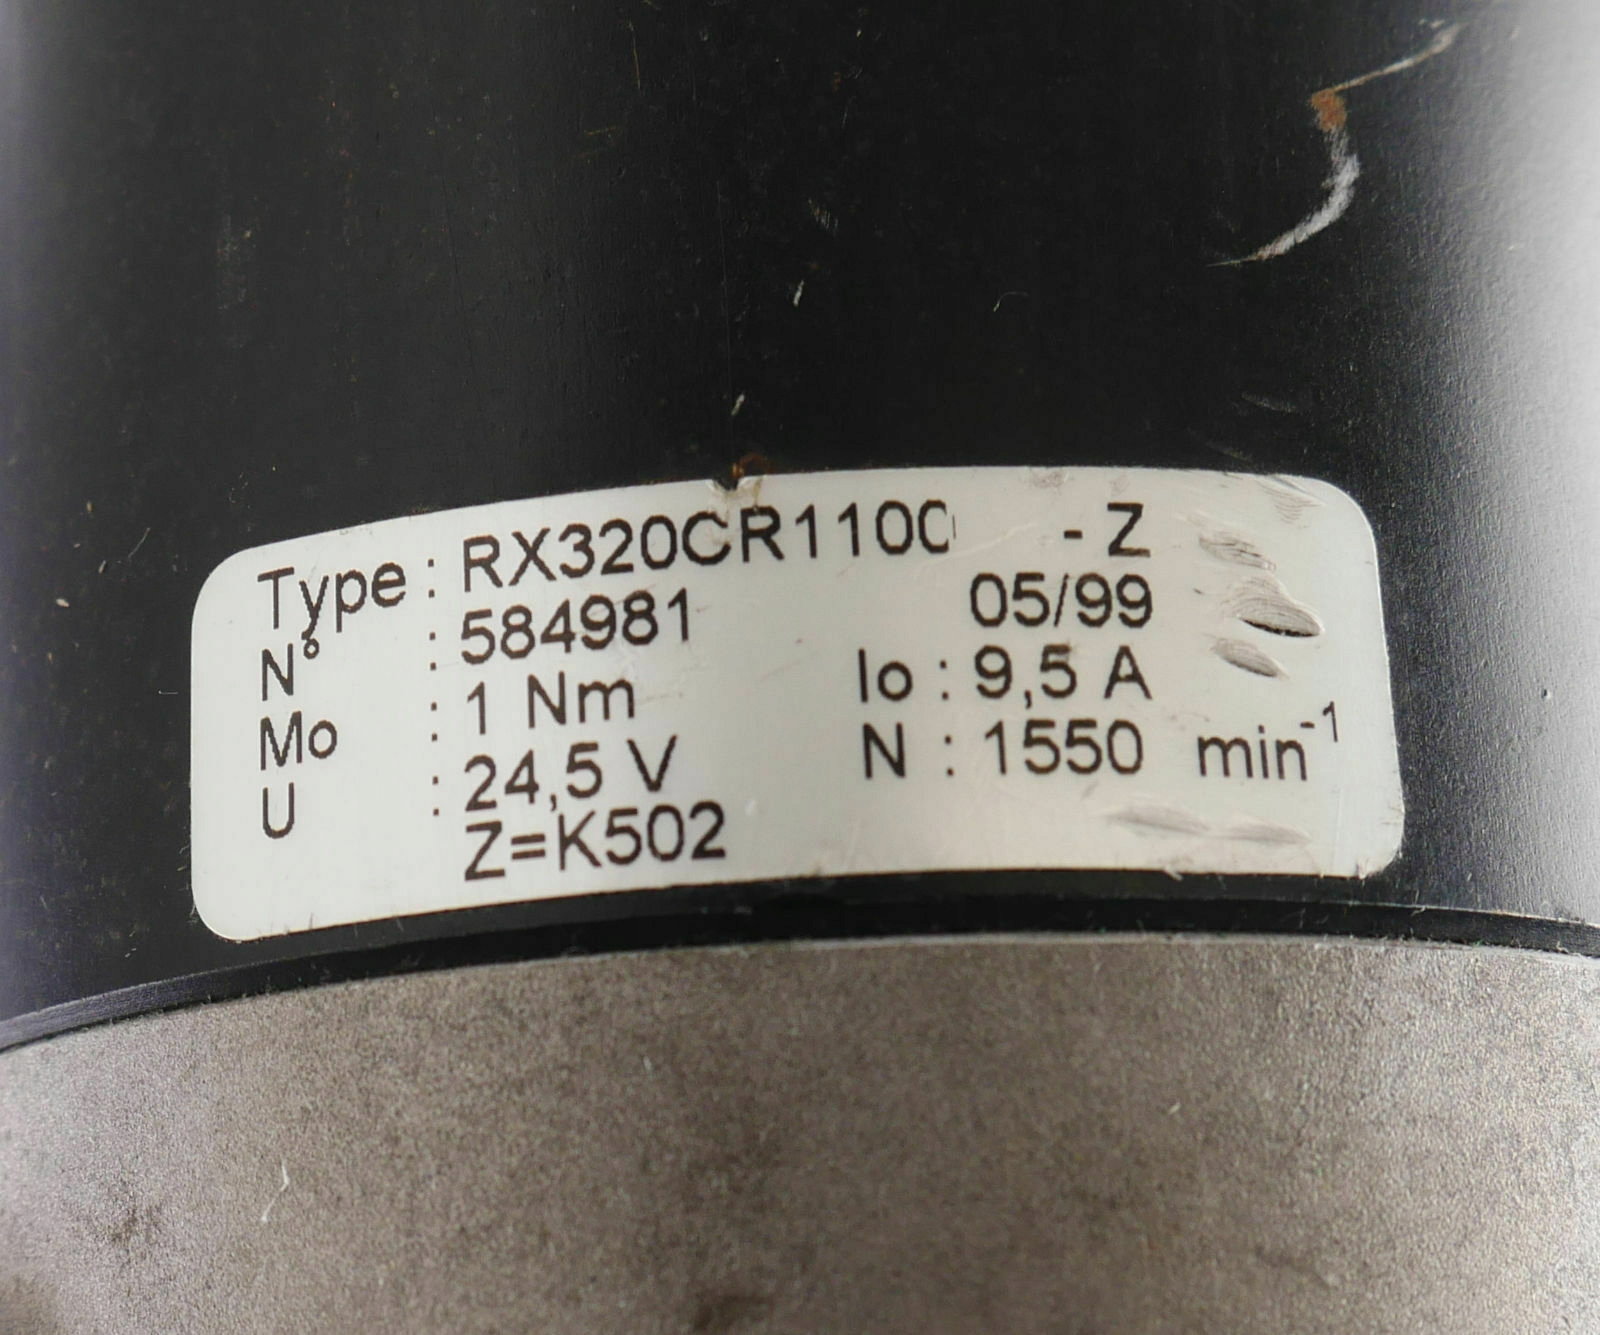 Type : RX320CR1100 - Z
N° : 584981 05/99
Mo : 1 Nm Io : 9,5 A
U : 24,5 V N : 1550 min-1
Z=K502